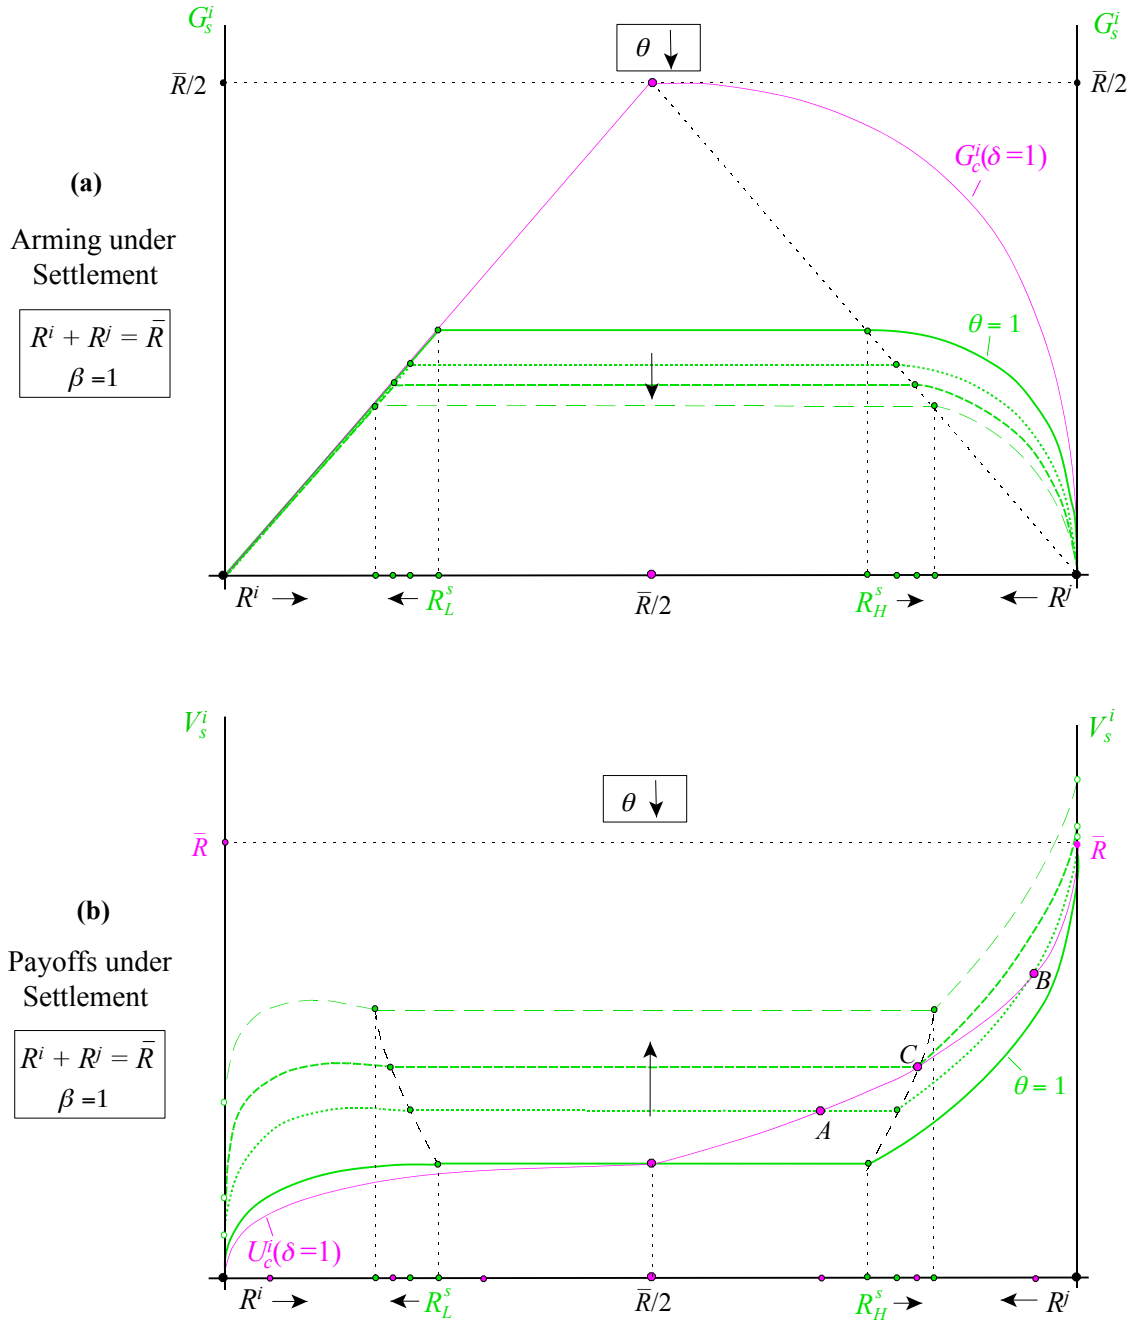 G_s^i
G_s^i
θ ↓
R̅/2
R̅/2
G_c^i(δ=1)
(a)
Arming under
Settlement
R^i + R^j = R̅
β=1
θ=1
R^i → ← R_L^s R̅/2 R_H^s → ← R^j
V_s^i
V_s^i
θ ↓
R̅
R̅
(b)
Payoffs under
Settlement
R^i + R^j = R̅
β=1
B
C
A
θ=1
U_c^i(δ=1)
R^i → ← R_L^s R̅/2 R_H^s → ← R^j